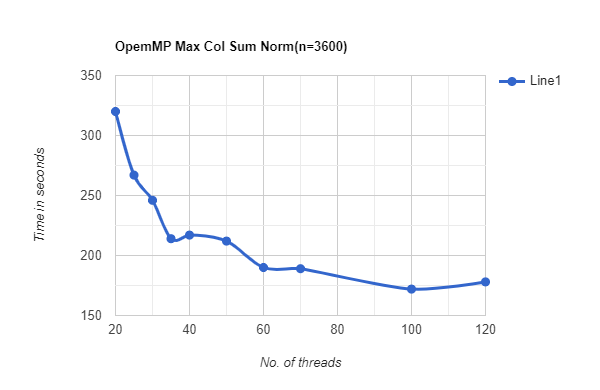 OpemMP Max Col Sum Norm(n=3600)
350
Line1
300
250
200
150
20 40 60 80 100 120
Time in seconds
No. of threads